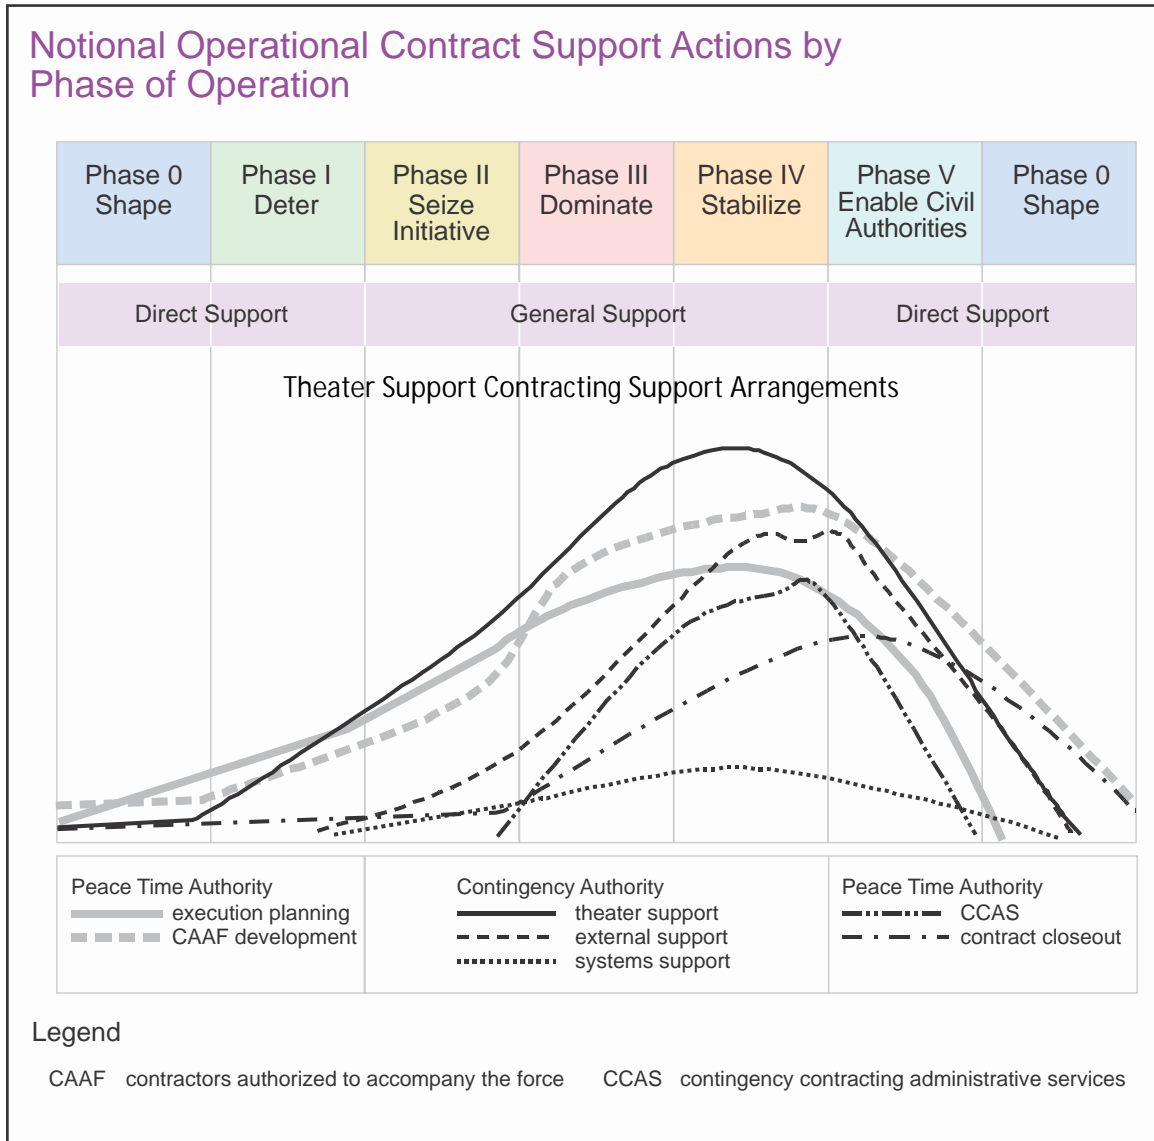 Notional Operational Contract Support Actions by
Phase of Operation
Phase 0
Shape
Phase I
Deter
Phase II
Seize
Initiative
Phase III
Dominate
Phase IV
Stabilize
Phase V
Enable Civil
Authorities
Phase 0
Shape
Direct Support
General Support
Direct Support
Theater Support Contracting Support Arrangements
Peace Time Authority
execution planning
CAAF development
Contingency Authority
theater support
external support
systems support
Peace Time Authority
CCAS
contract closeout
Legend
CAAF contractors authorized to accompany the force
CCAS contingency contracting administrative services